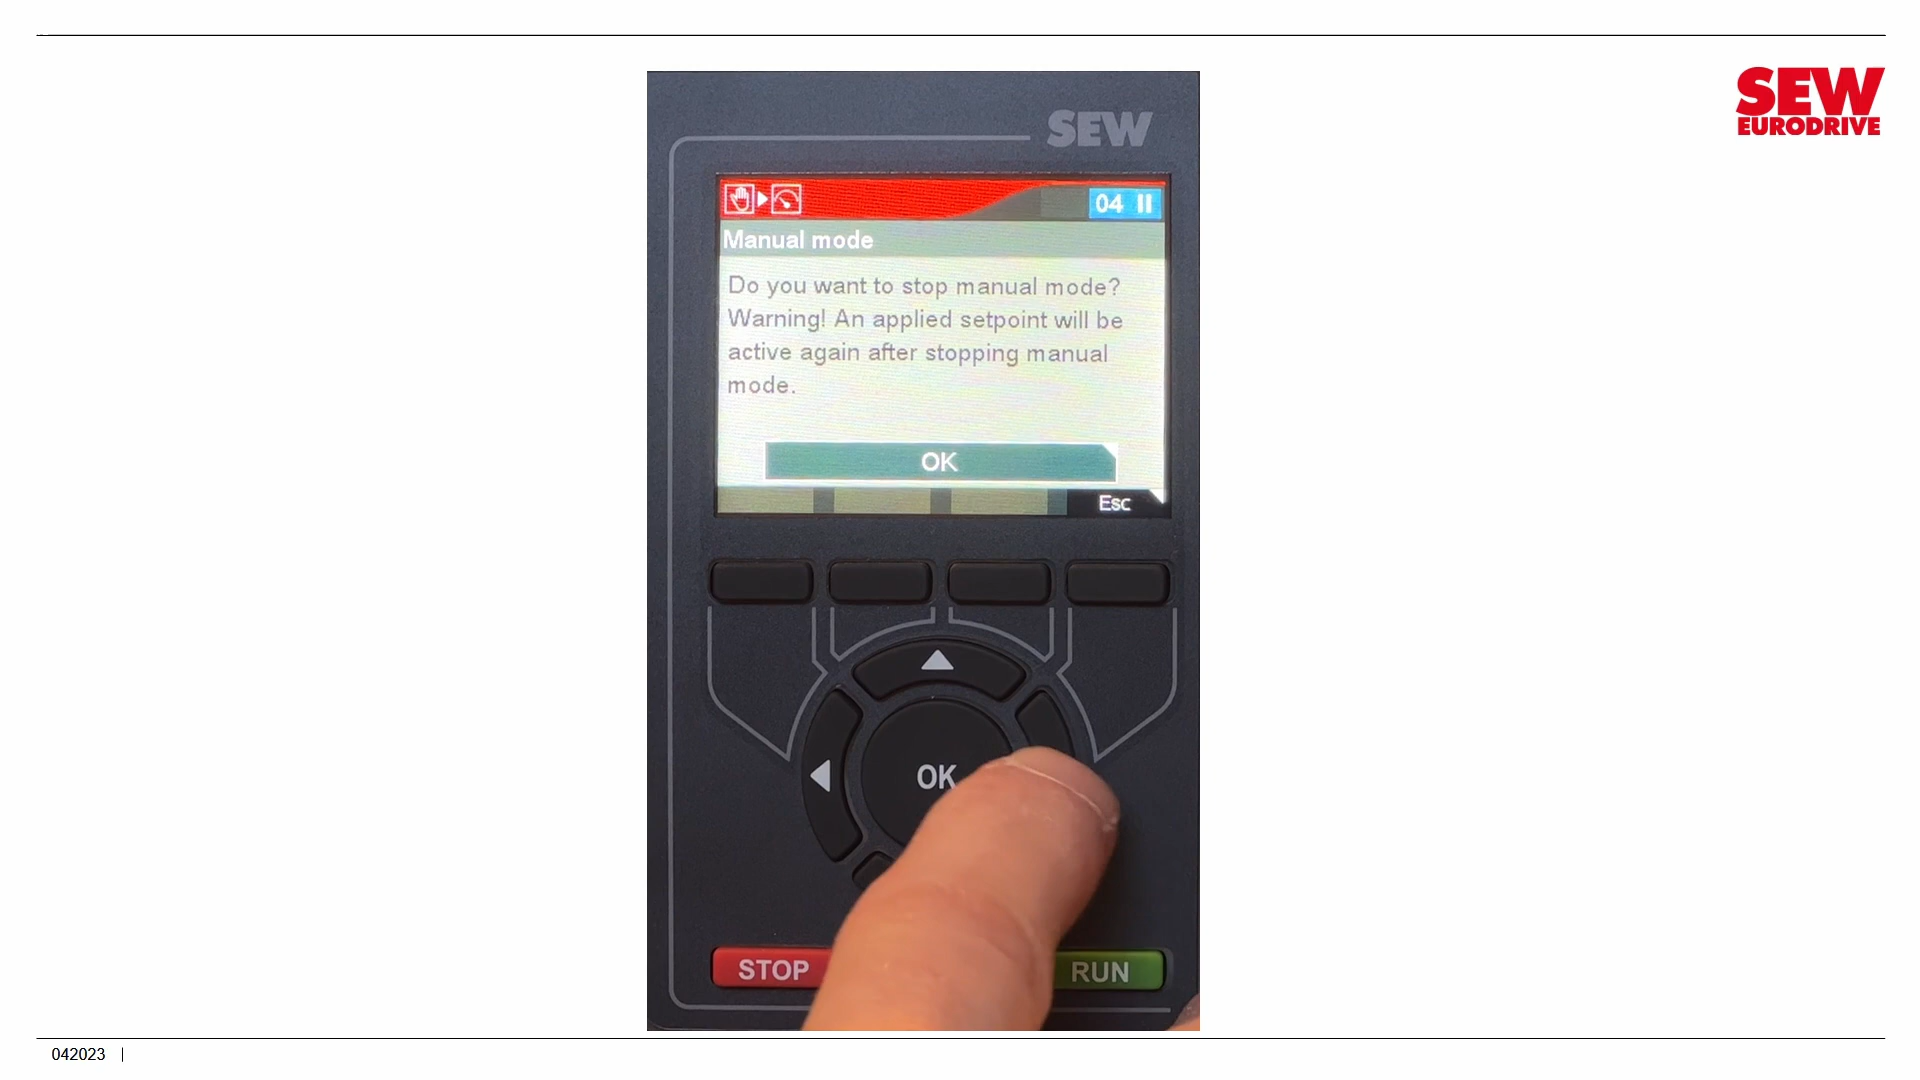 SEW
EURODRIVE
SEW
04 II
Manual mode
Do you want to stop manual mode?
Warning! An applied setpoint will be
active again after stopping manual
mode.
OK
Esc
OK
STOP
RUN
042023 |